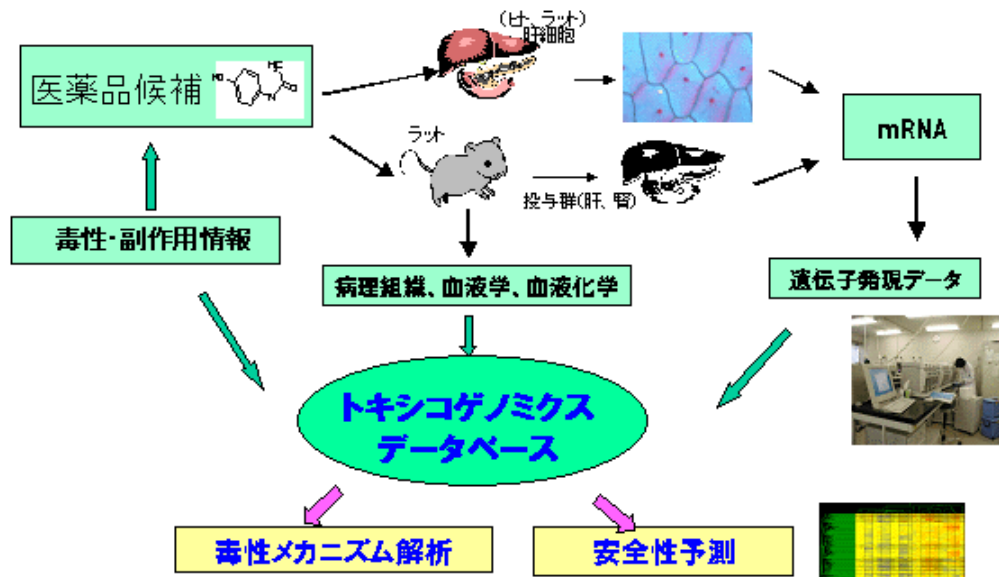 (ヒト、ラット)
肝細胞
医薬品候補
HO
mRNA
ラット
投与群(肝、腎)
毒性・副作用情報
病理組織、血液学、血液化学
遺伝子発現データ
トキシコゲノミクス
データベース
毒性メカニズム解析
安全性予測